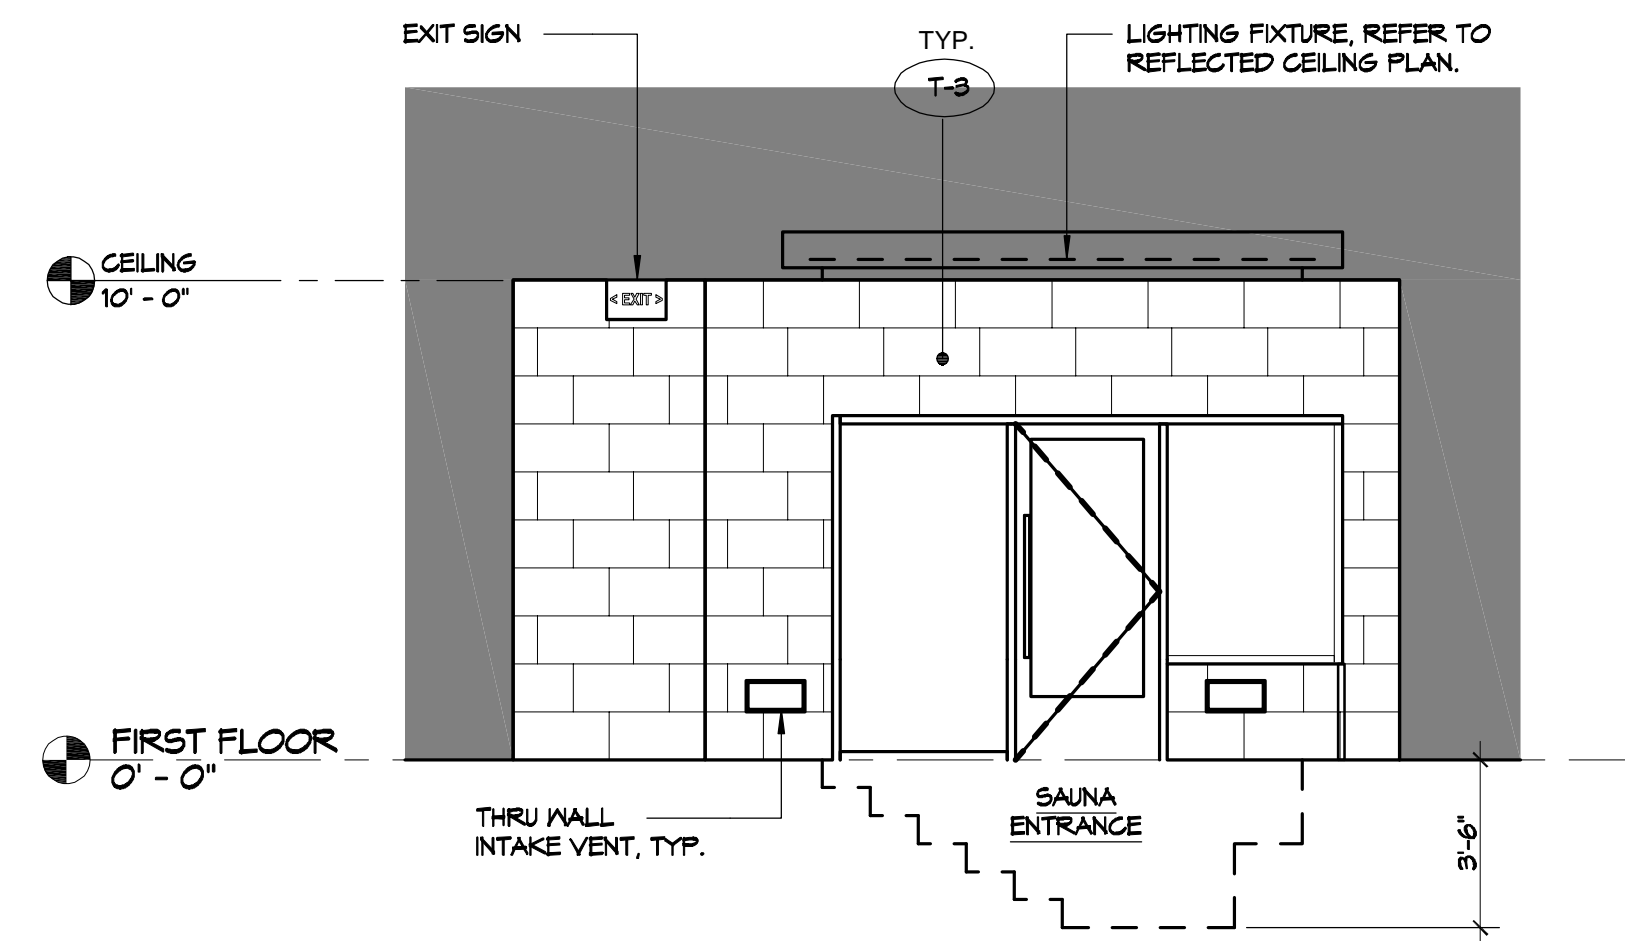 EXIT SIGN
TYP.
T-3
LIGHTING FIXTURE, REFER TO
REFLECTED CEILING PLAN.
CEILING
10' - 0"
< EXIT >
FIRST FLOOR
0' - 0"
THRU WALL
INTAKE VENT, TYP.
SAUNA
ENTRANCE
3'-6"